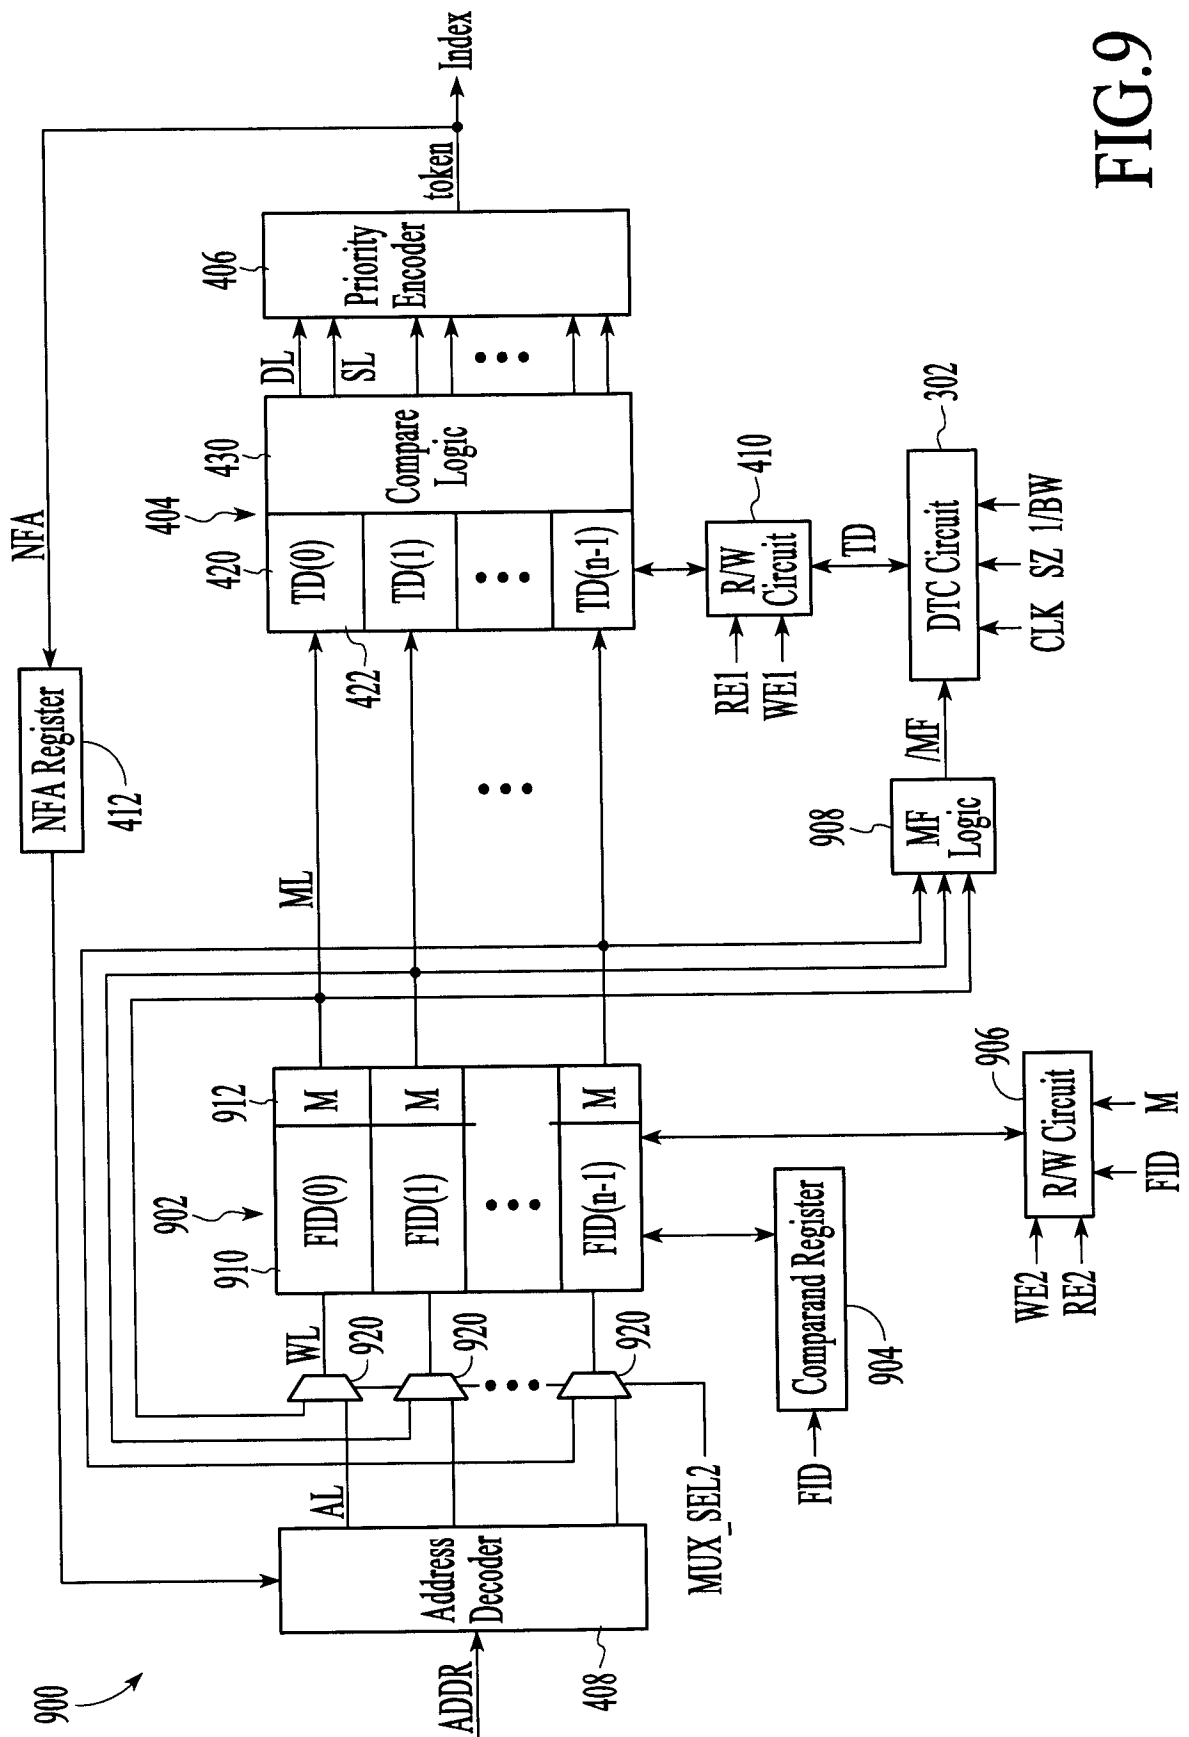 900
ADDR
Address
Decoder
408
AL
MUX_SEL2
WL
920
920
920
902
910
912
FID(0)
M
FID(1)
M
FID(n-1)
M
FID
Comparand Register
904
WE2
RE2
R/W Circuit
906
FID
M
ML
NFA Register
412
NFA
MF
Logic
908
/MF
404
420
430
TD(0)
TD(1)
TD(n-1)
422
Compare
Logic
RE1
WE1
R/W
Circuit
410
TD
DTC Circuit
302
CLK
SZ
1/BW
DL
SL
Priority
Encoder
406
token
Index
FIG.9